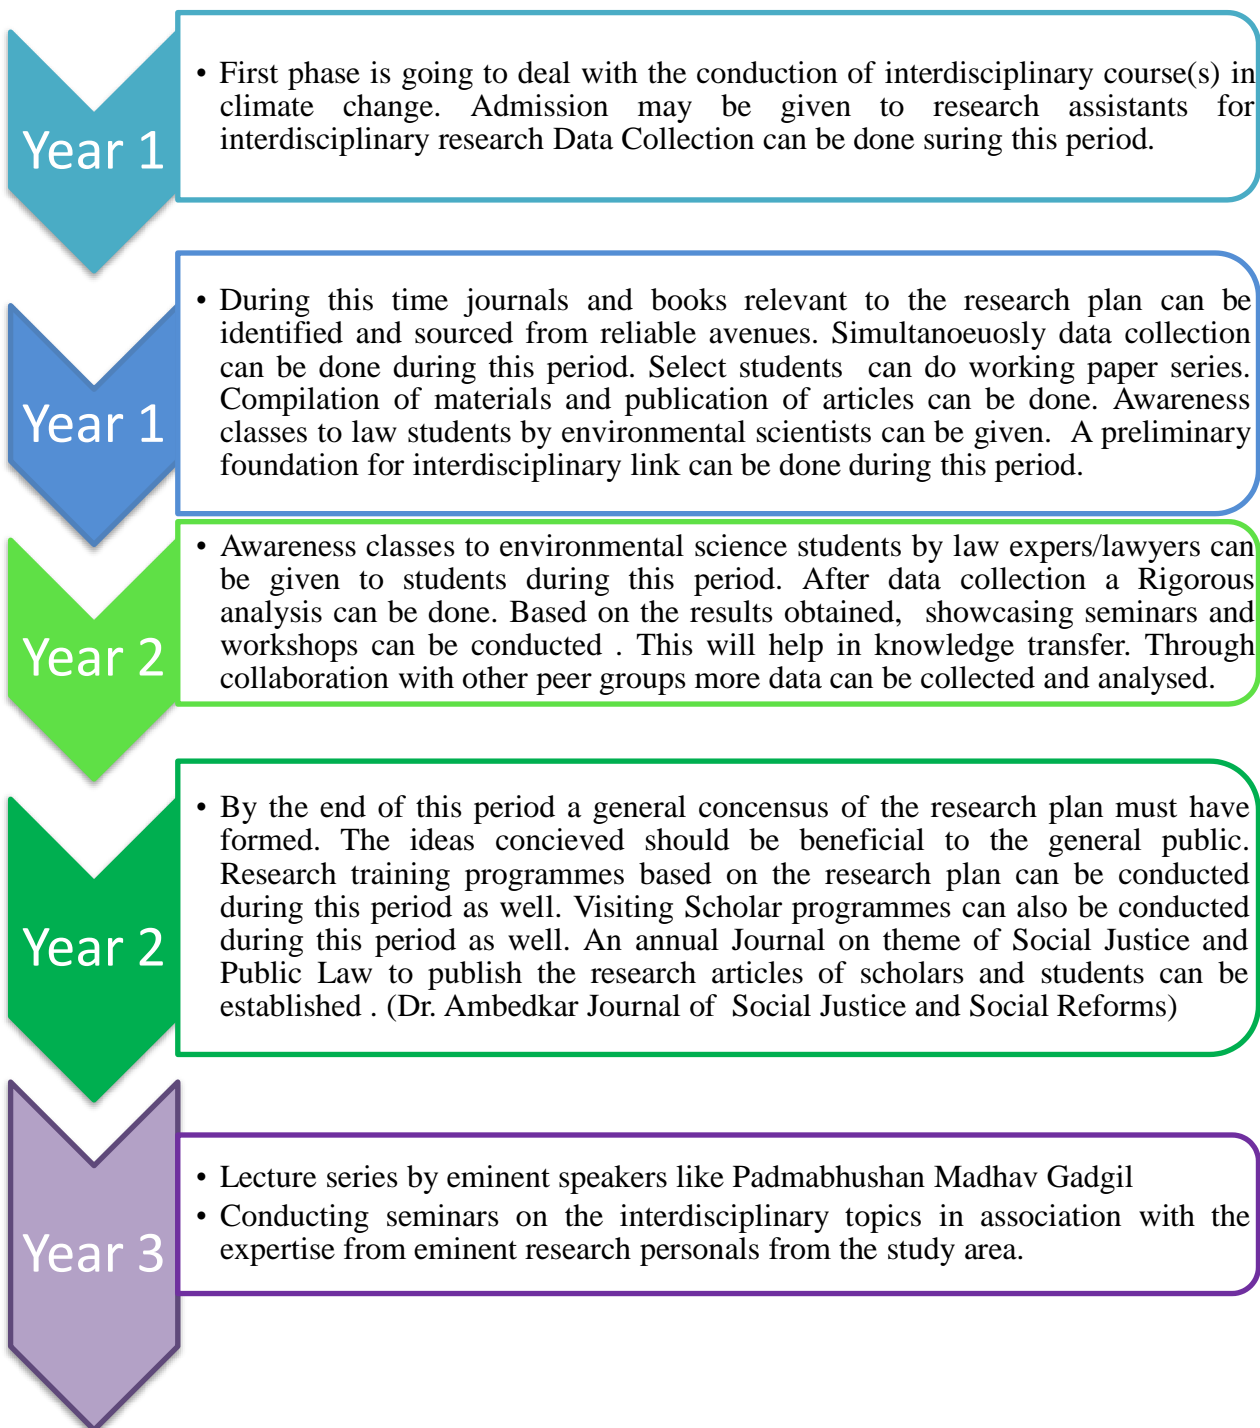 Year 1
• First phase is going to deal with the conduction of interdisciplinary course(s) in
climate change. Admission may be given to research assistants for
interdisciplinary research Data Collection can be done suring this period.
Year 1
• During this time journals and books relevant to the research plan can be
identified and sourced from reliable avenues. Simultanoeuosly data collection
can be done during this period. Select students can do working paper series.
Compilation of materials and publication of articles can be done. Awareness
classes to law students by environmental scientists can be given. A preliminary
foundation for interdisciplinary link can be done during this period.
Year 2
• Awareness classes to environmental science students by law expers/lawyers can
be given to students during this period. After data collection a Rigorous
analysis can be done. Based on the results obtained, showcasing seminars and
workshops can be conducted . This will help in knowledge transfer. Through
collaboration with other peer groups more data can be collected and analysed.
Year 2
• By the end of this period a general concensus of the research plan must have
formed. The ideas concieved should be beneficial to the general public.
Research training programmes based on the research plan can be conducted
during this period as well. Visiting Scholar programmes can also be conducted
during this period as well. An annual Journal on theme of Social Justice and
Public Law to publish the research articles of scholars and students can be
established . (Dr. Ambedkar Journal of Social Justice and Social Reforms)
Year 3
• Lecture series by eminent speakers like Padmabhushan Madhav Gadgil
• Conducting seminars on the interdisciplinary topics in association with the
expertise from eminent research personals from the study area.